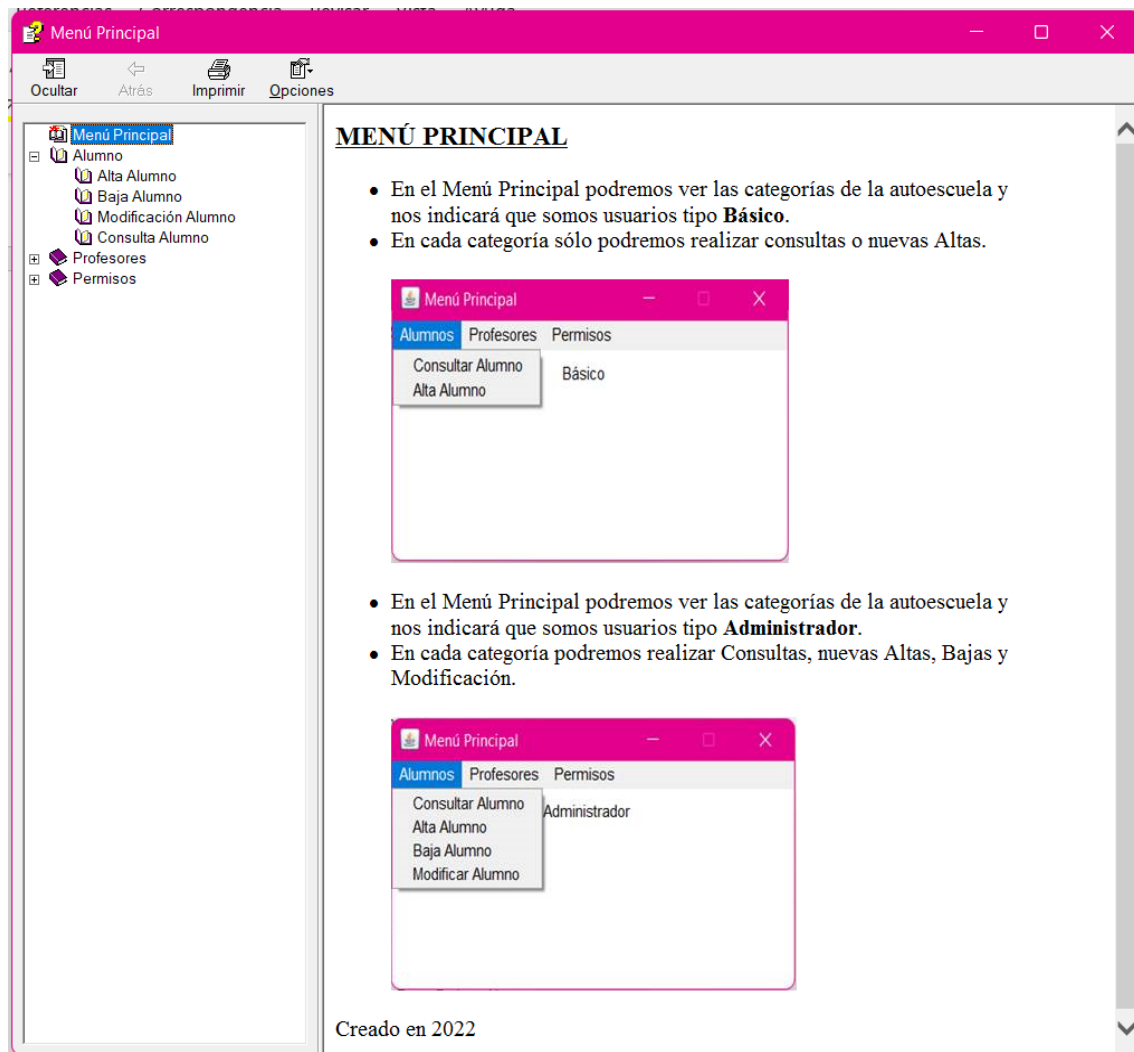 Referencias Correspondencia Revisar Vista Ayuda
Menú Principal
Ocultar Atrás Imprimir Opciones
Menú Principal
Alumno
Alta Alumno
Baja Alumno
Modificación Alumno
Consulta Alumno
Profesores
Permisos
MENÚ PRINCIPAL
En el Menú Principal podremos ver las categorías de la autoescuela y
nos indicará que somos usuarios tipo Básico.
En cada categoría sólo podremos realizar consultas o nuevas Altas.
Menú Principal
Alumnos Profesores Permisos
Consultar Alumno
Básico
Alta Alumno
En el Menú Principal podremos ver las categorías de la autoescuela y
nos indicará que somos usuarios tipo Administrador.
En cada categoría podremos realizar Consultas, nuevas Altas, Bajas y
Modificación.
Menú Principal
Alumnos Profesores Permisos
Consultar Alumno
Administrador
Alta Alumno
Baja Alumno
Modificar Alumno
Creado en 2022